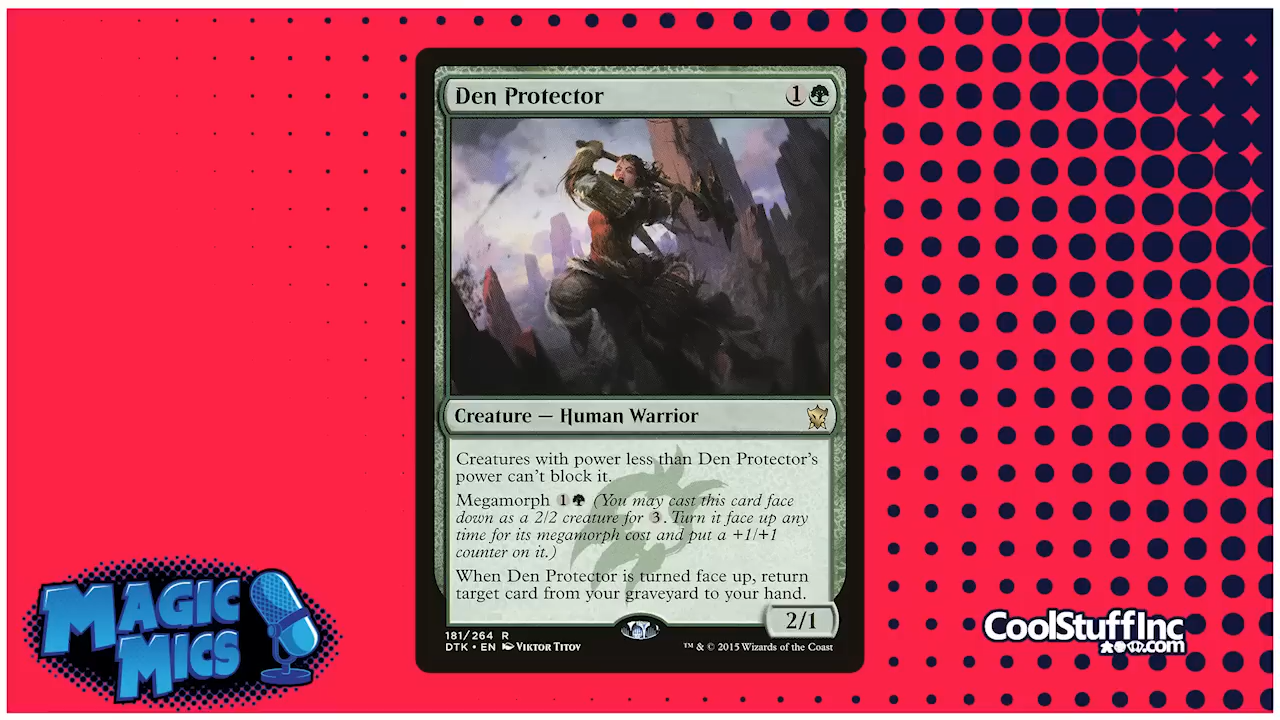 Den Protector
1
Creature — Human Warrior
Creatures with power less than Den Protector's
power can't block it.
Megamorph 1 (You may cast this card face
down as a 2/2 creature for 3. Turn it face up any
time for its megamorph cost and put a +1/+1
counter on it.)
When Den Protector is turned face up, return
target card from your graveyard to your hand.
2/1
181/264 R
DTK • EN Viktor Titov
™ & © 2015 Wizards of the Coast
MAGIC
MICS
CoolStuffInc
.com